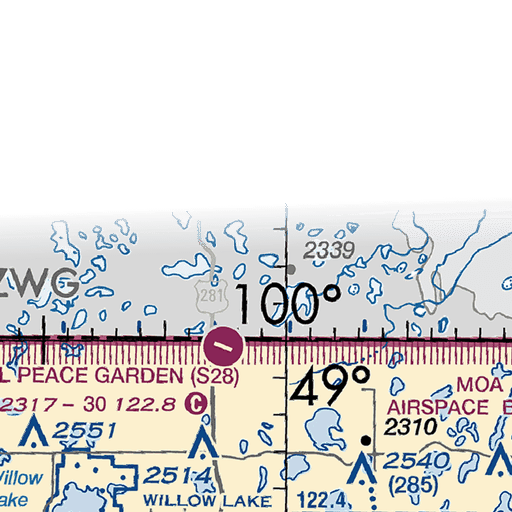 2339
ZWG
281
100°
L PEACE GARDEN (S28)
49°
MOA
2317 - 30 122.8 C
AIRSPACE E
2310
2551
2514
2540
(285)
Willow
ake
WILLOW LAKE
122.4